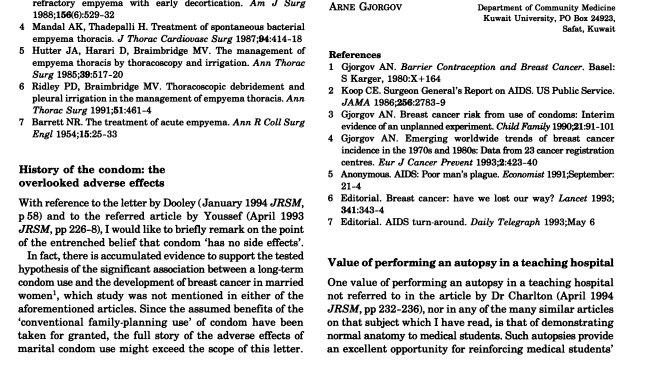 refractory empyema with early decortication. Am J Surg
1988;156(6):529-32
4 Mandal AK, Thadepalli H. Treatment of spontaneous bacterial
empyema thoracis. J Thorac Cardiovasc Surg 1987;94:414-18
5 Hutter JA, Harari D, Braimbridge MV. The management of
empyema thoracis by thoracoscopy and irrigation. Ann Thorac
Surg 1985;39:517-20
6 Ridley PD, Braimbridge MV. Thoracoscopic debridement and
pleural irrigation in the management of empyema thoracis. Ann
Thorac Surg 1991;51:461-4
7 Barrett NR. The treatment of acute empyema. Ann R Coll Surg
Engl 1954;15:25-33
History of the condom: the
overlooked adverse effects
With reference to the letter by Dooley (January 1994 JRSM,
p 58) and to the referred article by Youssef (April 1993
JRSM, pp 226-8), I would like to briefly remark on the point
of the entrenched belief that condom 'has no side effects'.
In fact, there is accumulated evidence to support the tested
hypothesis of the significant association between a long-term
condom use and the development of breast cancer in married
women1, which study was not mentioned in either of the
aforementioned articles. Since the assumed benefits of the
'conventional family-planning use' of condom have been
taken for granted, the full story of the adverse effects of
marital condom use might exceed the scope of this letter.
ARNE GJORGOV
Department of Community Medicine
Kuwait University, PO Box 24923,
Safat, Kuwait
References
1 Gjorgov AN. Barrier Contraception and Breast Cancer. Basel:
S Karger, 1980:X+164
2 Koop CE. Surgeon General's Report on AIDS. US Public Service.
JAMA 1986;256:2783-9
3 Gjorgov AN. Breast cancer risk from use of condoms: Interim
evidence of an unplanned experiment. Child Family 1990;21:91-101
4 Gjorgov AN. Emerging worldwide trends of breast cancer
incidence in the 1970s and 1980s: Data from 23 cancer registration
centres. Eur J Cancer Prevent 1993;2:423-40
5 Anonymous. AIDS: Poor man's plague. Economist 1991;September:
21-4
6 Editorial. Breast cancer: have we lost our way? Lancet 1993;
341:343-4
7 Editorial. AIDS turn-around. Daily Telegraph 1993;May 6
Value of performing an autopsy in a teaching hospital
One value of performing an autopsy in a teaching hospital
not referred to in the article by Dr Charlton (April 1994
JRSM, pp 232-236), nor in any of the many similar articles
on that subject which I have read, is that of demonstrating
normal anatomy to medical students. Such autopsies provide
an excellent opportunity for reinforcing medical students'